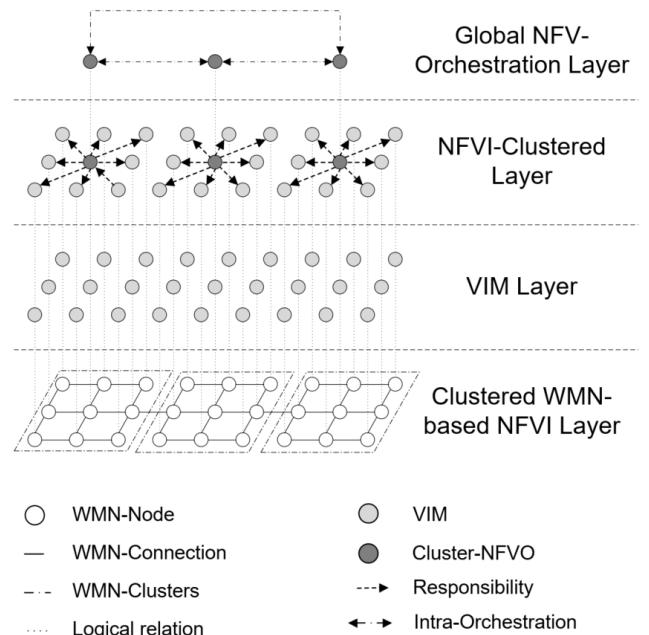 Global NFV-
Orchestration Layer
NFVI-Clustered
Layer
VIM Layer
Clustered WMN-
based NFVI Layer
WMN-Node
VIM
WMN-Connection
Cluster-NFVO
WMN-Clusters
Responsibility
Logical relation
Intra-Orchestration